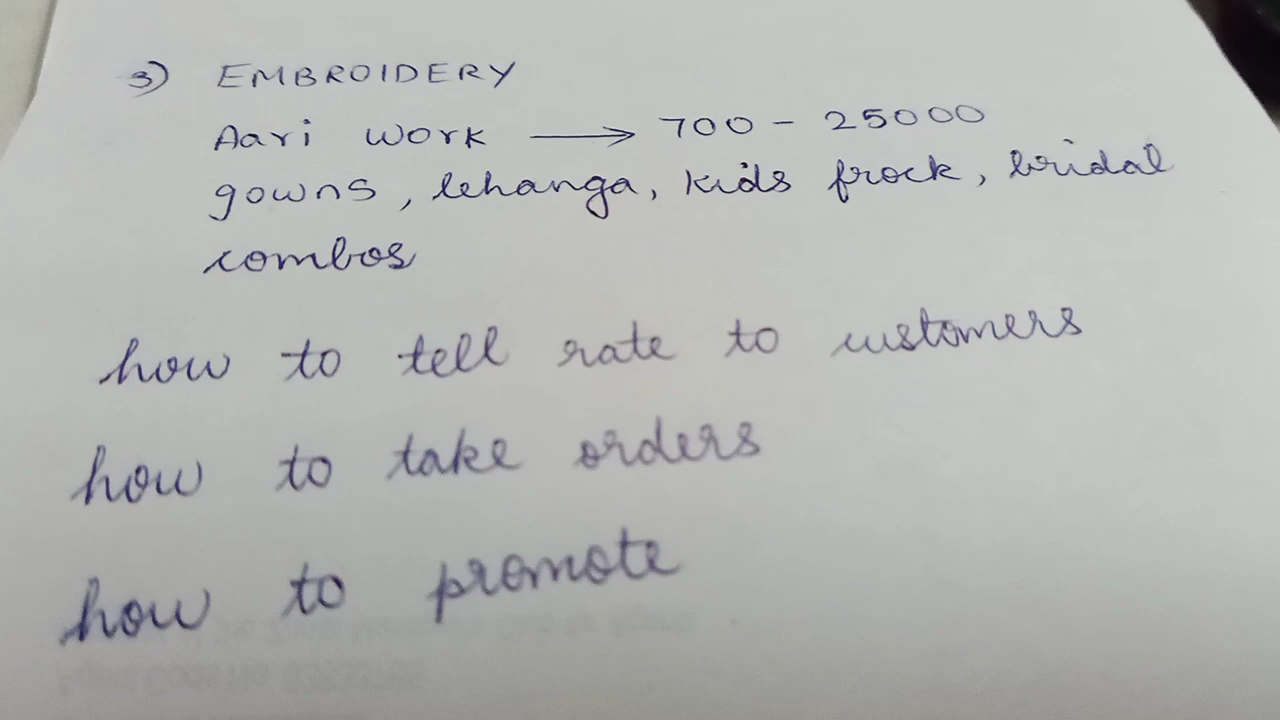 3) EMBROIDERY
Aari work → 700 - 25000
gowns, lehanga, kids frock, bridal
combos
how to tell rate to customers
how to take orders
how to promote